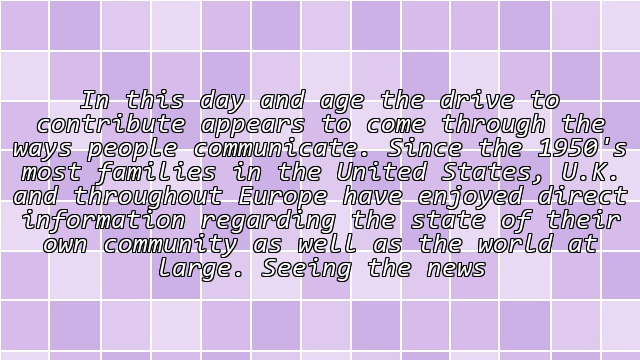 In this day and age the drive to
contribute appears to come through the
ways people communicate. Since the 1950's
most families in the United States, U.K.
and throughout Europe have enjoyed direct
information regarding the state of their
own community as well as the world at
large. Seeing the news